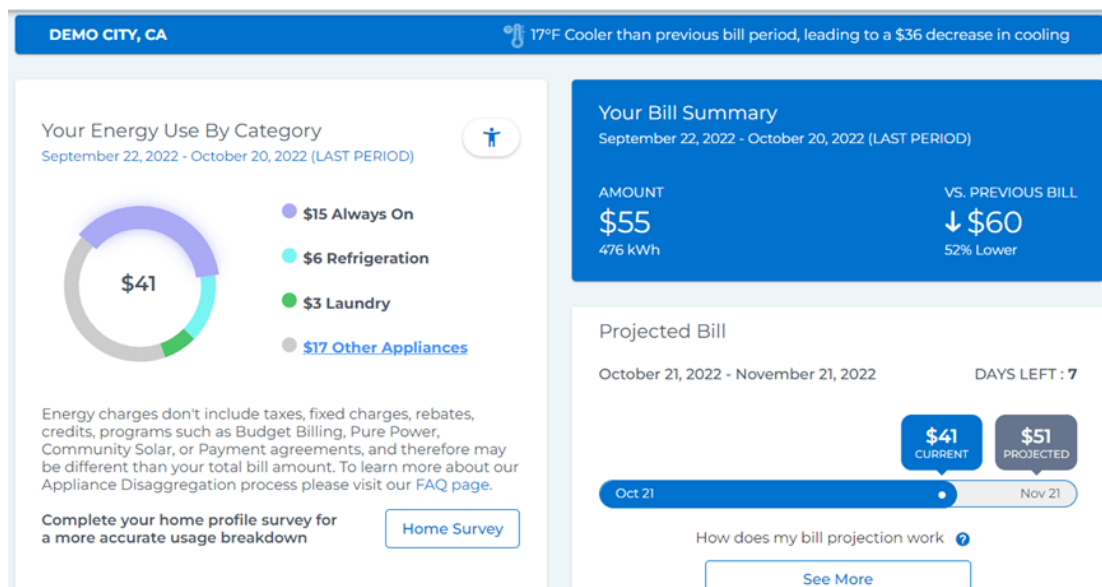 DEMO CITY, CA
17°F Cooler than previous bill period, leading to a $36 decrease in cooling
Your Energy Use By Category
September 22, 2022 - October 20, 2022 (LAST PERIOD)
$41
$15 Always On
$6 Refrigeration
$3 Laundry
$17 Other Appliances
Energy charges don't include taxes, fixed charges, rebates,
credits, programs such as Budget Billing, Pure Power,
Community Solar, or Payment agreements, and therefore may
be different than your total bill amount. To learn more about our
Appliance Disaggregation process please visit our FAQ page.
Complete your home profile survey for
a more accurate usage breakdown
Home Survey
Your Bill Summary
September 22, 2022 - October 20, 2022 (LAST PERIOD)
AMOUNT
$55
476 kWh
VS. PREVIOUS BILL
↓ $60
52% Lower
Projected Bill
October 21, 2022 - November 21, 2022
DAYS LEFT : 7
$41
CURRENT
$51
PROJECTED
Oct 21
Nov 21
How does my bill projection work ?
See More